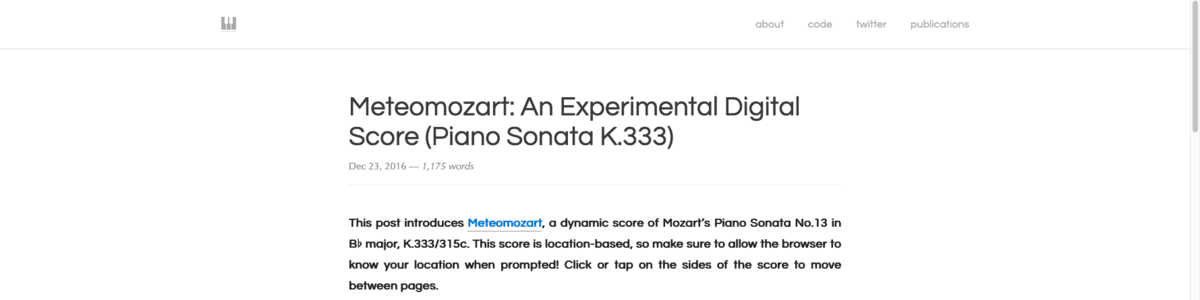 about code twitter publications
Meteomozart: An Experimental Digital
Score (Piano Sonata K.333)
Dec 23, 2016 — 1,175 words
This post introduces Meteomozart, a dynamic score of Mozart's Piano Sonata No.13 in
B♭ major, K.333/315c. This score is location-based, so make sure to allow the browser to
know your location when prompted! Click or tap on the sides of the score to move
between pages.